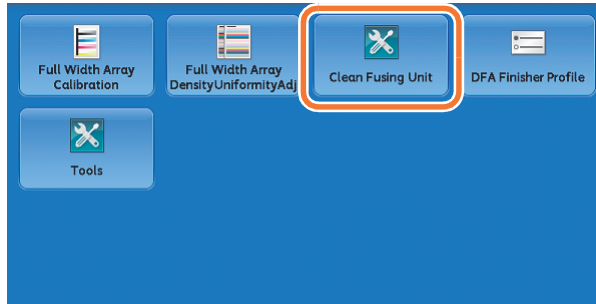 Full Width Array
Calibration
Full Width Array
DensityUniformityAdj
Clean Fusing Unit
DFA Finisher Profile
Tools